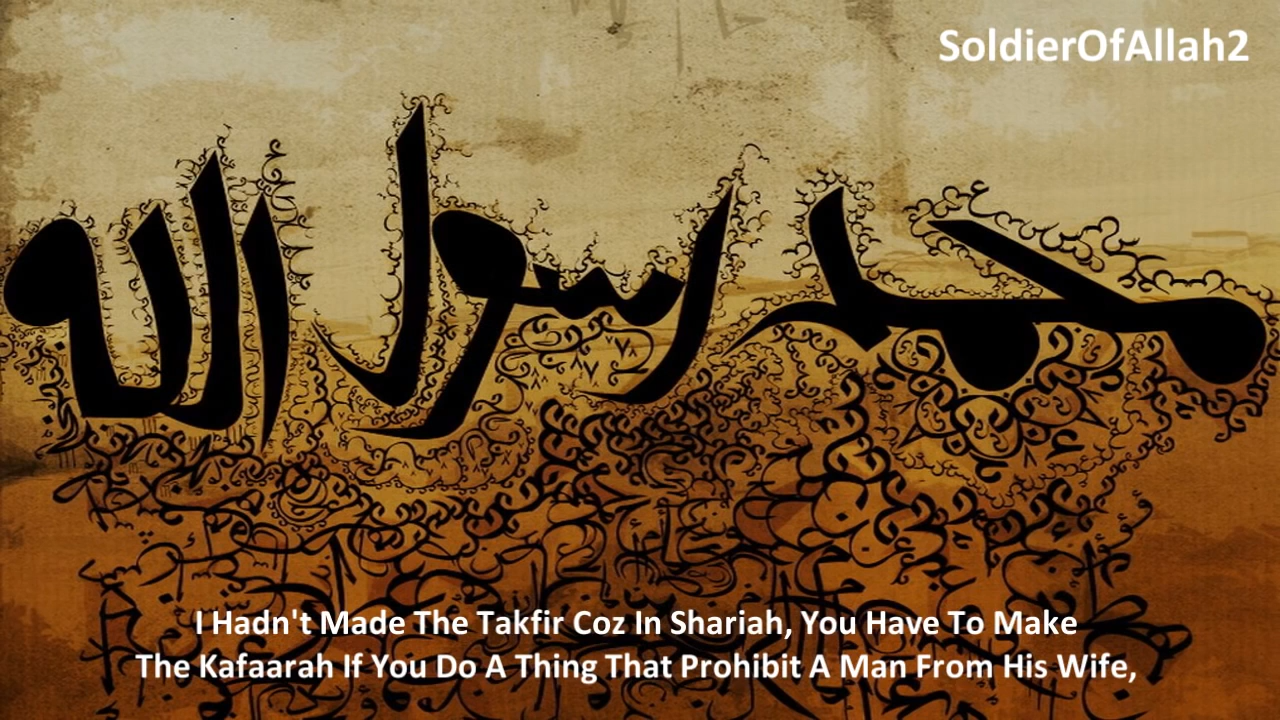 SoldierOfAllah2
محمد رسول الله
I Hadn't Made The Takfir Coz In Shariah, You Have To Make
The Kafaarah If You Do A Thing That Prohibit A Man From His Wife,